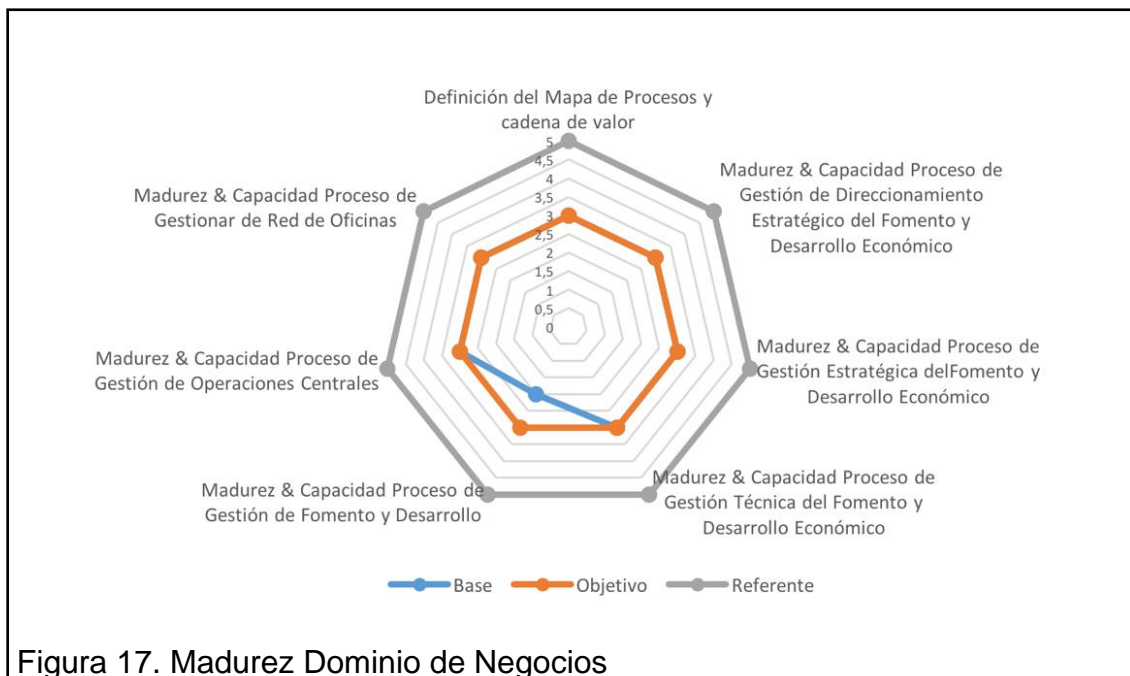 Definición del Mapa de Procesos y
cadena de valor
5
4,5
4
3,5
3
2,5
2
1,5
1
0,5
0
Madurez & Capacidad Proceso de
Gestión de Direccionamiento
Estratégico del Fomento y
Desarrollo Económico
Madurez & Capacidad Proceso de
Gestión Estratégica delFomento y
Desarrollo Económico
Madurez & Capacidad Proceso de
Gestión Técnica del Fomento y
Desarrollo Económico
Madurez & Capacidad Proceso de
Gestión de Fomento y Desarrollo
Madurez & Capacidad Proceso de
Gestión de Operaciones Centrales
Madurez & Capacidad Proceso de
Gestionar de Red de Oficinas
Base Objetivo Referente
Figura 17. Madurez Dominio de Negocios